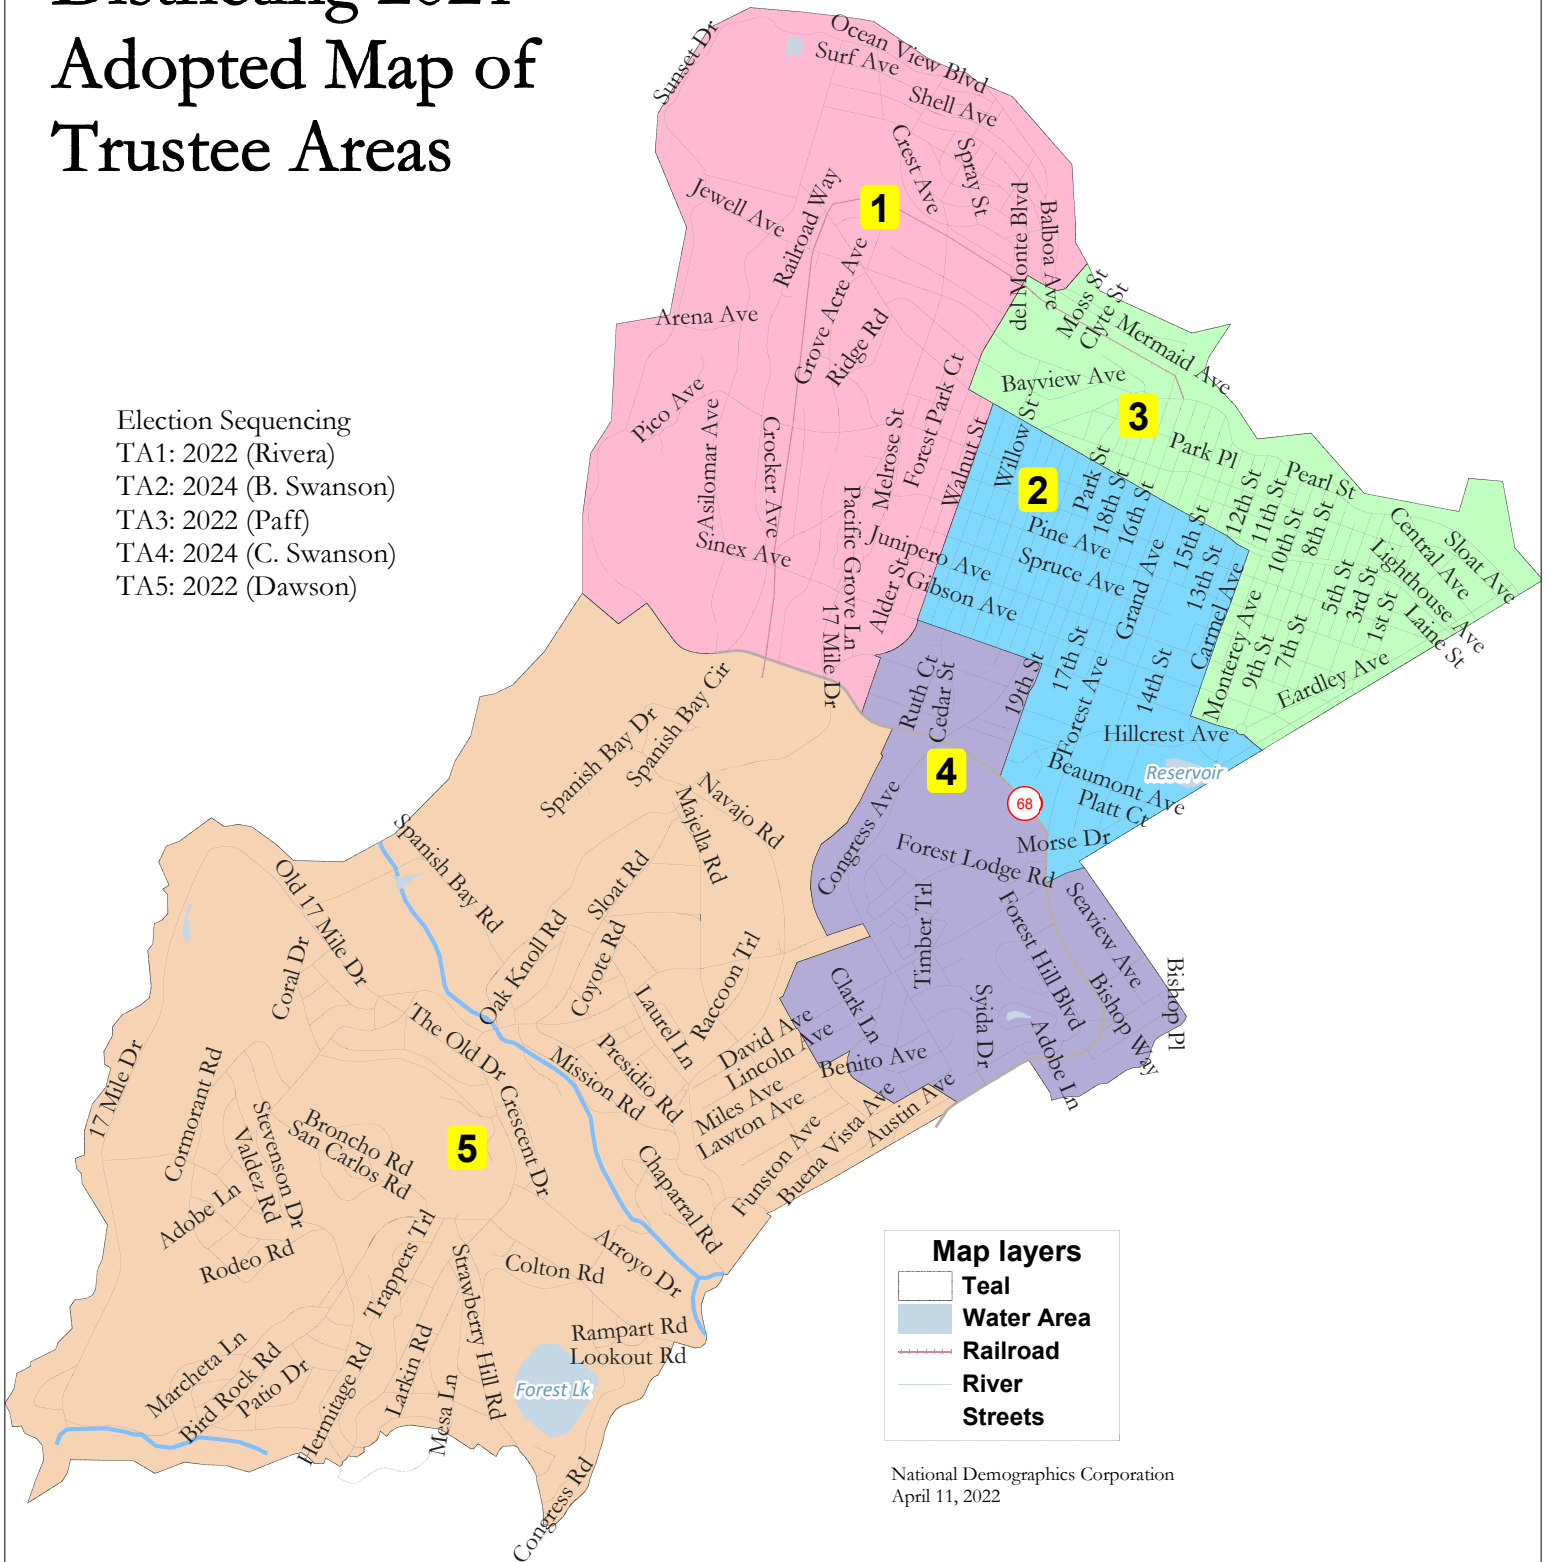 Districting 2021
Adopted Map of
Trustee Areas
Election Sequencing
TA1: 2022 (Rivera)
TA2: 2024 (B. Swanson)
TA3: 2022 (Paff)
TA4: 2024 (C. Swanson)
TA5: 2022 (Dawson)
Sunset Dr
Ocean View Blvd
Surf Ave
Shell Ave
Crest Ave
Spray St
Jewell Ave
Railroad Way
1
del Monte Blvd
Balboa Ave
Grove Acre Ave
Ridge Rd
Arena Ave
Moss St
Clyte St
Mermaid Ave
Pico Ave
Asilomar Ave
Crocker Ave
Melrose St
Forest Park Ct
Walnut St
Bayview Ave
3
Park Pl
Pearl St
Willow St
2
Park St
18th St
16th St
12th St
11th St
10th St
8th St
Central Ave
Sloat Ave
Lighthouse Ave
Laine St
Sinex Ave
Pacific Grove Ln
Junipero Ave
Pine Ave
Spruce Ave
Grand Ave
15th St
13th St
Carmel Ave
5th St
3rd St
1st St
Gibson Ave
Alder St
17 Mile Dr
Monterey Ave
9th St
7th St
Eardley Ave
17th St
Forest Ave
14th St
19th St
Ruth Ct
Cedar St
Hillcrest Ave
Reservoir
Beaumont Ave
Platt Ct
Morse Dr
68
4
Spanish Bay Cir
Spanish Bay Dr
Navajo Rd
Majella Rd
Congress Ave
Forest Lodge Rd
Spanish Bay Rd
Sloat Rd
Old 17 Mile Dr
Coral Dr
Oak Knoll Rd
Coyote Rd
Raccoon Trl
Timber Trl
Forest Hill Blvd
Seaview Ave
Bishop Pl
Bishop Way
Clark Ln
Syida Dr
Adobe Ln
Laurel Ln
David Ave
Lincoln Ave
Benito Ave
The Old Dr
Presidio Rd
Mission Rd
Miles Ave
Lawton Ave
Austin Ave
Buena Vista Ave
Funston Ave
17 Mile Dr
Cormorant Rd
Crescent Dr
Stevenson Dr
Valdez Rd
Broncho Rd
San Carlos Rd
5
Chaparral Rd
Adobe Ln
Rodeo Rd
Trappers Trl
Strawberry Hill Rd
Colton Rd
Arroyo Dr
Rampart Rd
Lookout Rd
Forest Lk
Marcheta Ln
Bird Rock Rd
Patio Dr
Hermitage Rd
Larkin Rd
Mesa Ln
Congress Rd
Map layers
Teal
Water Area
Railroad
River
Streets
National Demographics Corporation
April 11, 2022